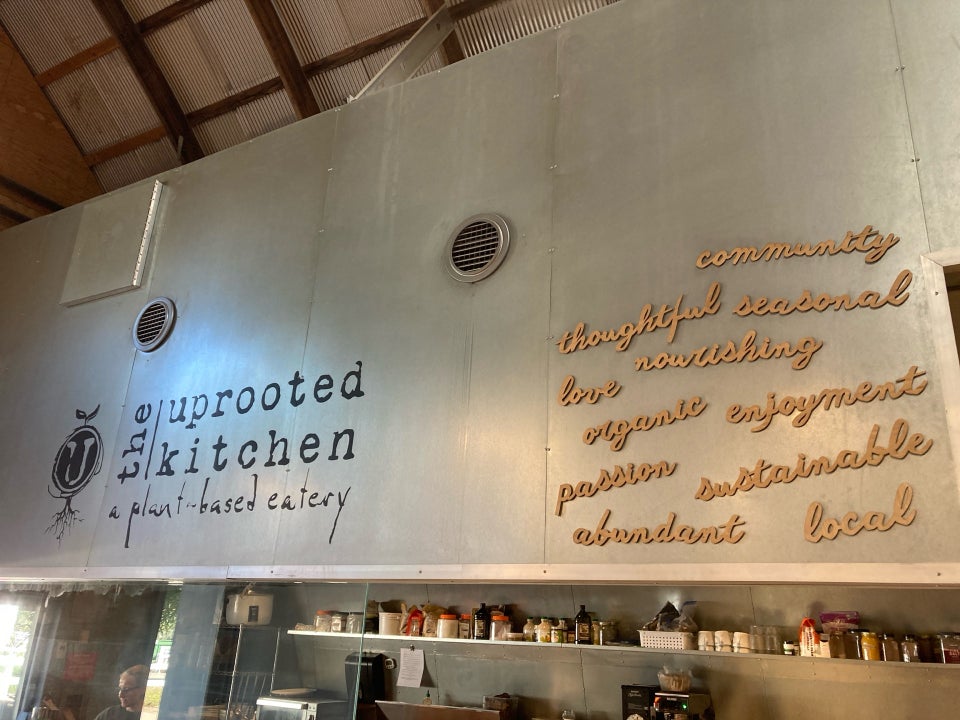 the
uprooted
kitchen
a plant-based eatery
community
thoughtful seasonal
nourishing
love
organic enjoyment
passion sustainable
abundant local